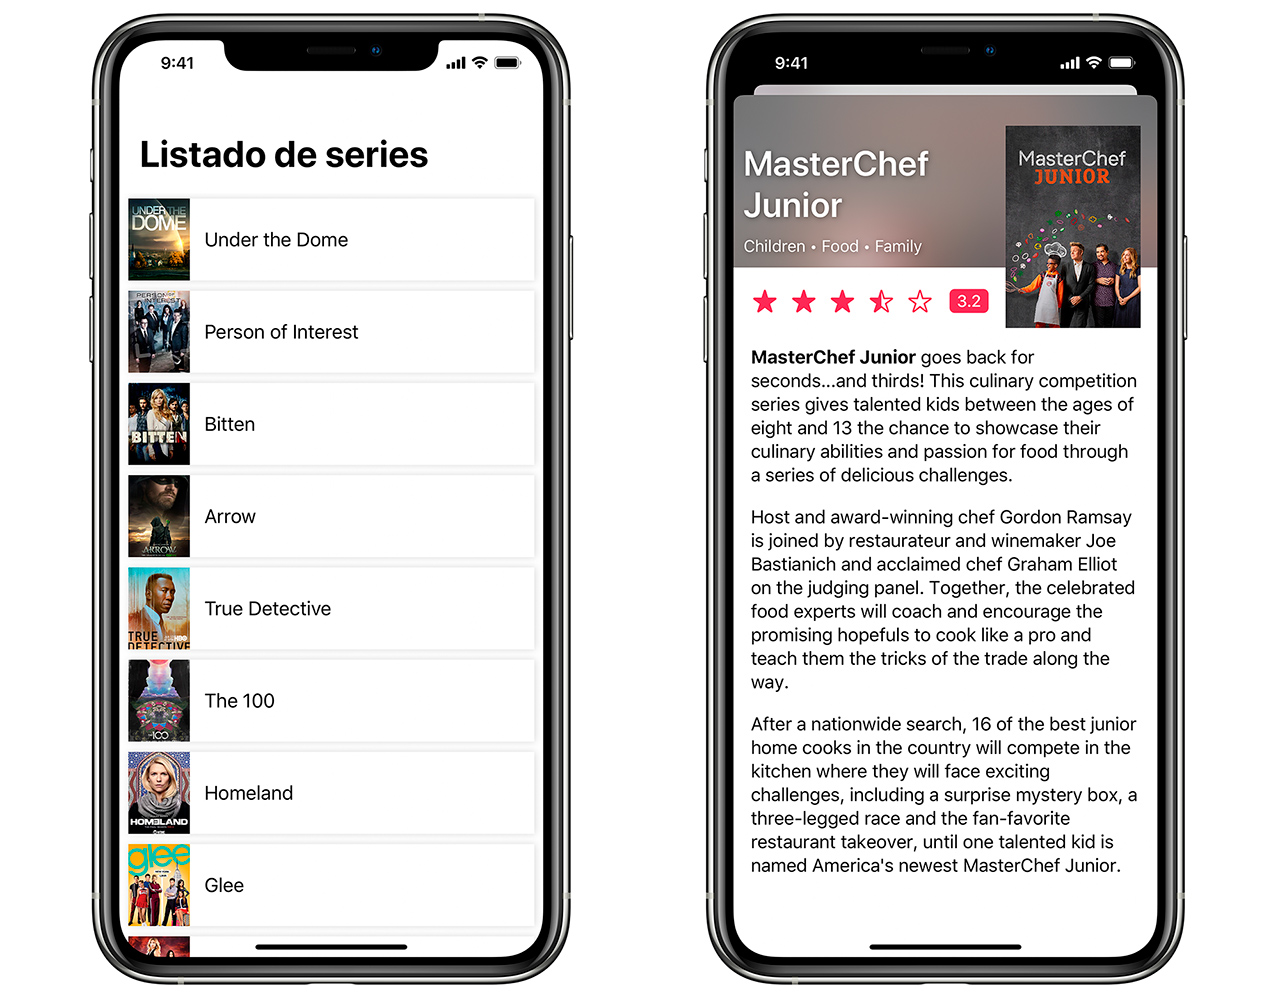 9:41
Listado de series
UNDER THE
DOME
Under the Dome
PERSON OF
INTEREST
Person of Interest
BITTEN
Bitten
ARROW
Arrow
TRUE
DETECTIVE
True Detective
THE 100
The 100
HOMELAND
Homeland
glee
Glee
9:41
MasterChef
Junior
Children • Food • Family
MasterChef
JUNIOR
3.2
MasterChef Junior goes back for
seconds...and thirds! This culinary competition
series gives talented kids between the ages of
eight and 13 the chance to showcase their
culinary abilities and passion for food through
a series of delicious challenges.
Host and award-winning chef Gordon Ramsay
is joined by restaurateur and winemaker Joe
Bastianich and acclaimed chef Graham Elliot
on the judging panel. Together, the celebrated
food experts will coach and encourage the
promising hopefuls to cook like a pro and
teach them the tricks of the trade along the
way.
After a nationwide search, 16 of the best junior
home cooks in the country will compete in the
kitchen where they will face exciting
challenges, including a surprise mystery box, a
three-legged race and the fan-favorite
restaurant takeover, until one talented kid is
named America's newest MasterChef Junior.